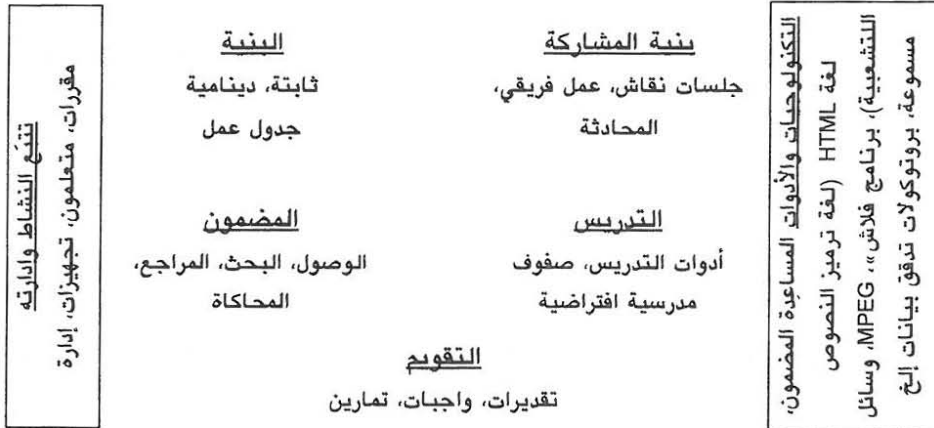 التكنولوجيات والأدوات المساعدة المضمون،
لغة HTML (لغة ترميز النصوص
التشعبية)، برنامج فلاش»، MPEG، وسائل
مسموعة، بروتوكولات تدفق بيانات إلخ
بنية المشاركة
جلسات نقاش، عمل فريقي،
المحادثة
البنية
ثابتة، دينامية
جدول عمل
التدريس
أدوات التدريس، صفوف
مدرسية افتراضية
المضمون
الوصول، البحث، المراجع،
المحاكاة
التقويم
تقديرات، واجبات، تمارين
تتبّع النشاط وادارته
مقررات، متعلمون، تجهيزات، إدارة